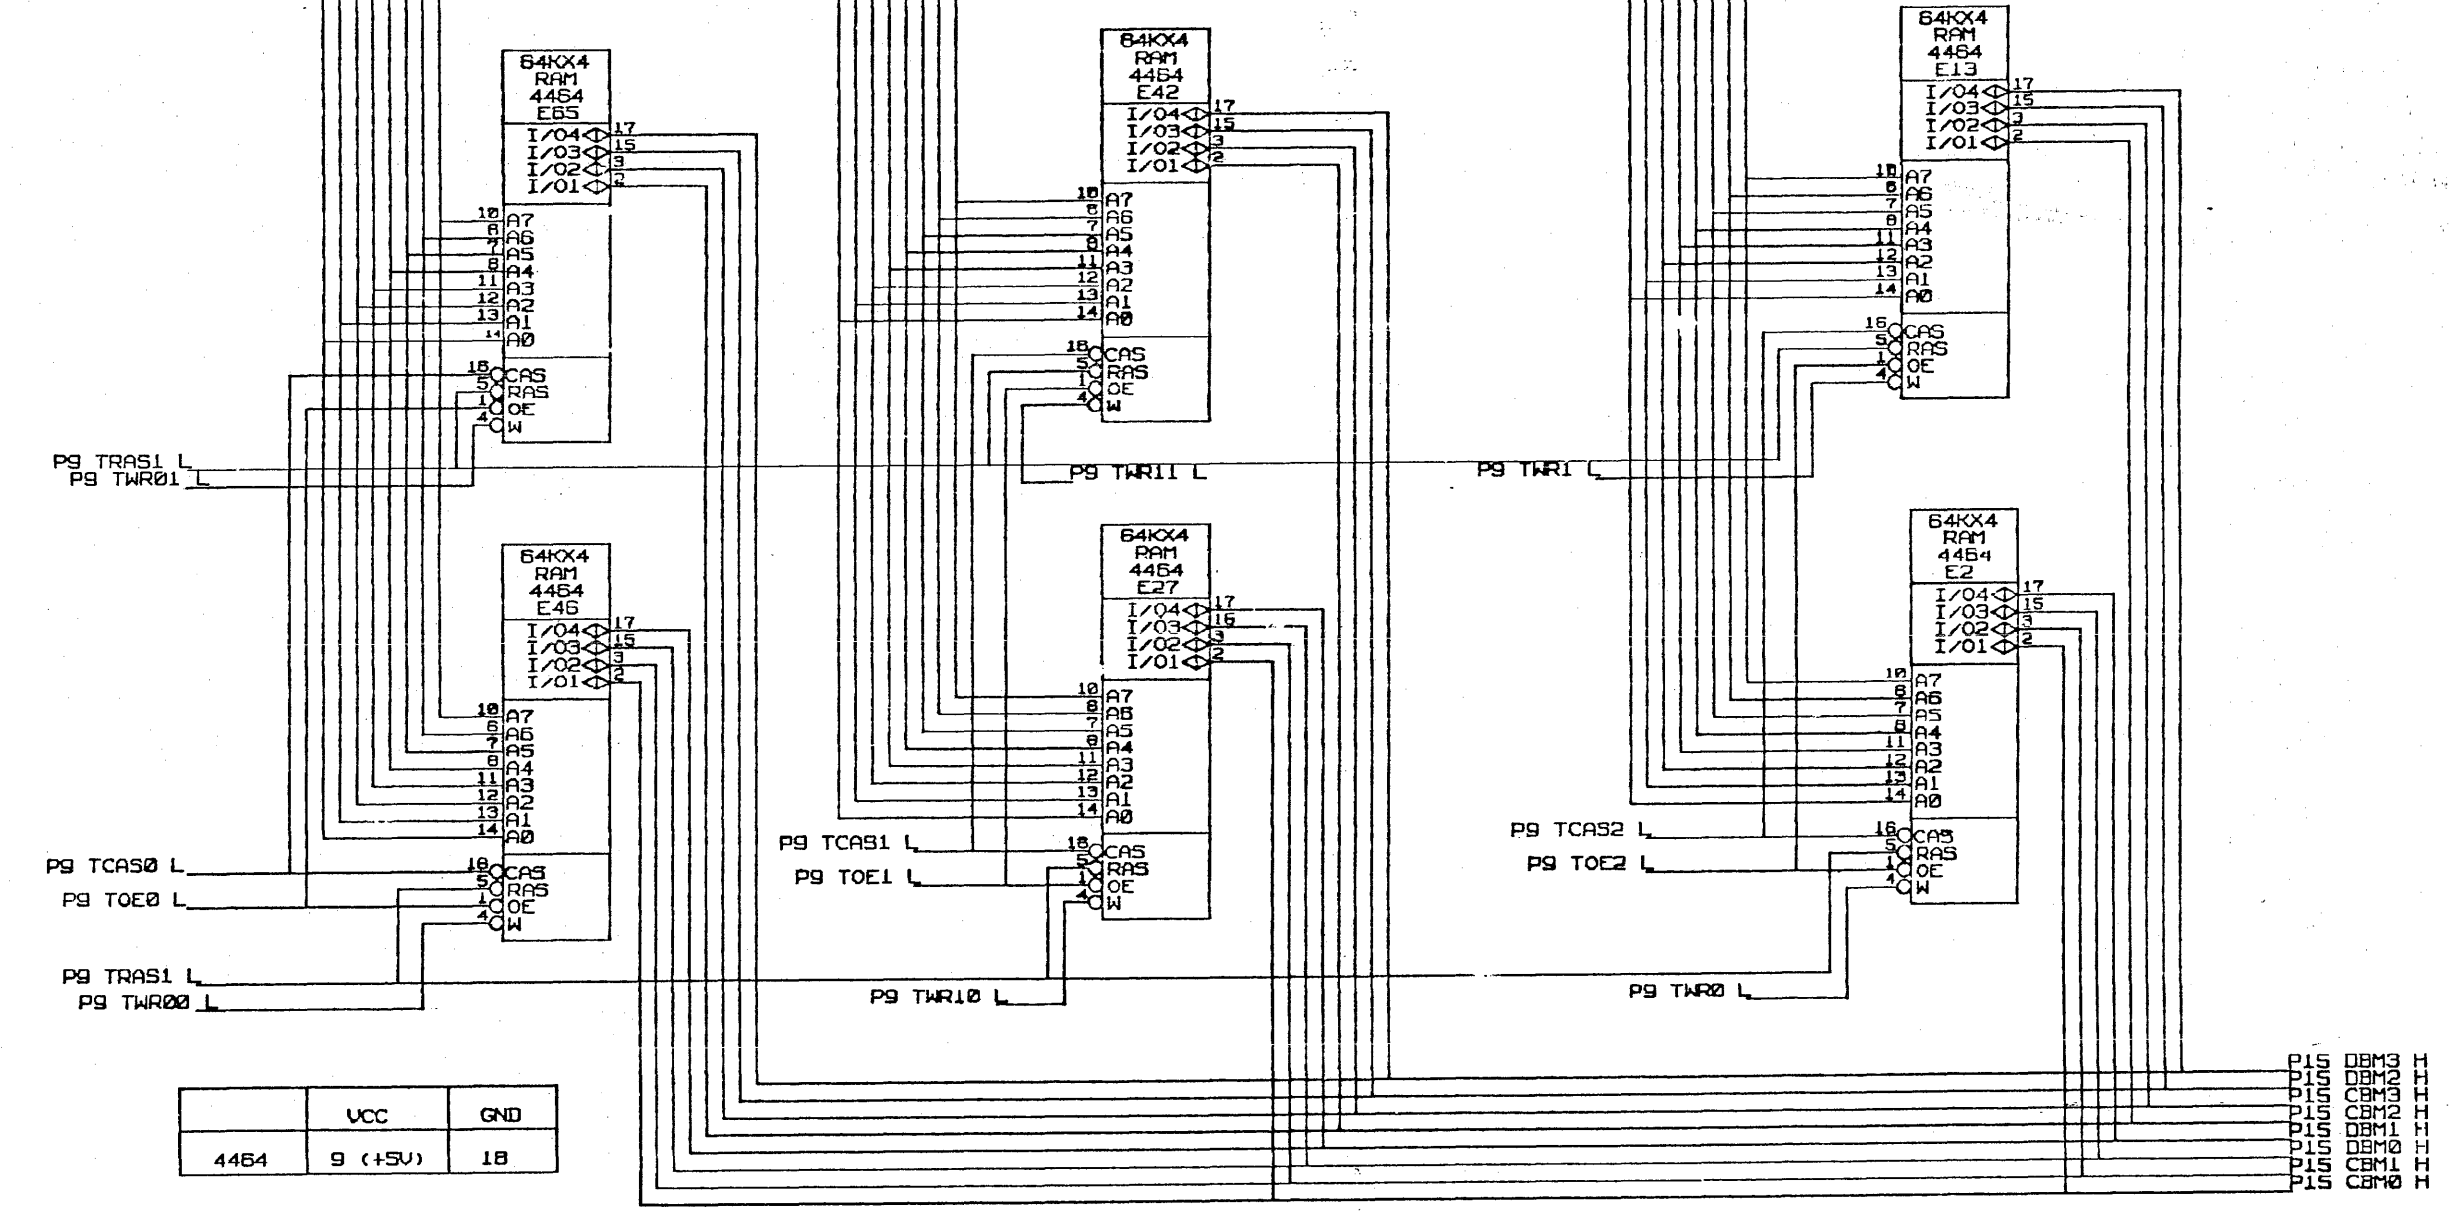 64KX4
RAM
4464
E65
I/O4 17
I/O3 15
I/O2 3
I/O1 2
10 A7
6 A6
7 A5
8 A4
11 A3
12 A2
13 A1
14 A0
16 CAS
5 RAS
1 OE
4 W
64KX4
RAM
4464
E42
I/O4 17
I/O3 15
I/O2 3
I/O1 2
10 A7
6 A6
7 A5
8 A4
11 A3
12 A2
13 A1
14 A0
16 CAS
5 RAS
1 OE
4 W
64KX4
RAM
4464
E13
I/O4 17
I/O3 15
I/O2 3
I/O1 2
10 A7
6 A6
7 A5
8 A4
11 A3
12 A2
13 A1
14 A0
16 CAS
5 RAS
1 OE
4 W
P9 TRAS1 L
P9 TWR01 L
P9 TWR11 L
P9 TWR1 L
64KX4
RAM
4464
E46
I/O4 17
I/O3 15
I/O2 3
I/O1 2
10 A7
6 A6
7 A5
8 A4
11 A3
12 A2
13 A1
14 A0
16 CAS
5 RAS
1 OE
4 W
P9 TCAS0 L
P9 TOE0 L
P9 TRAS1 L
P9 TWR00 L
64KX4
RAM
4464
E27
I/O4 17
I/O3 15
I/O2 3
I/O1 2
10 A7
6 A6
7 A5
8 A4
11 A3
12 A2
13 A1
14 A0
16 CAS
5 RAS
1 OE
4 W
P9 TCAS1 L
P9 TOE1 L
P9 TWR10 L
64KX4
RAM
4464
E2
I/O4 17
I/O3 15
I/O2 3
I/O1 2
10 A7
6 A6
7 A5
8 A4
11 A3
12 A2
13 A1
14 A0
16 CAS
5 RAS
1 OE
4 W
P9 TCAS2 L
P9 TOE2 L
P9 TWR0 L
P15 DBM3 H
P15 DBM2 H
P15 CBM3 H
P15 CBM2 H
P15 DBM1 H
P15 DBM0 H
P15 CBM1 H
P15 CBM0 H
VCC GND
4464 9 (+5V) 18